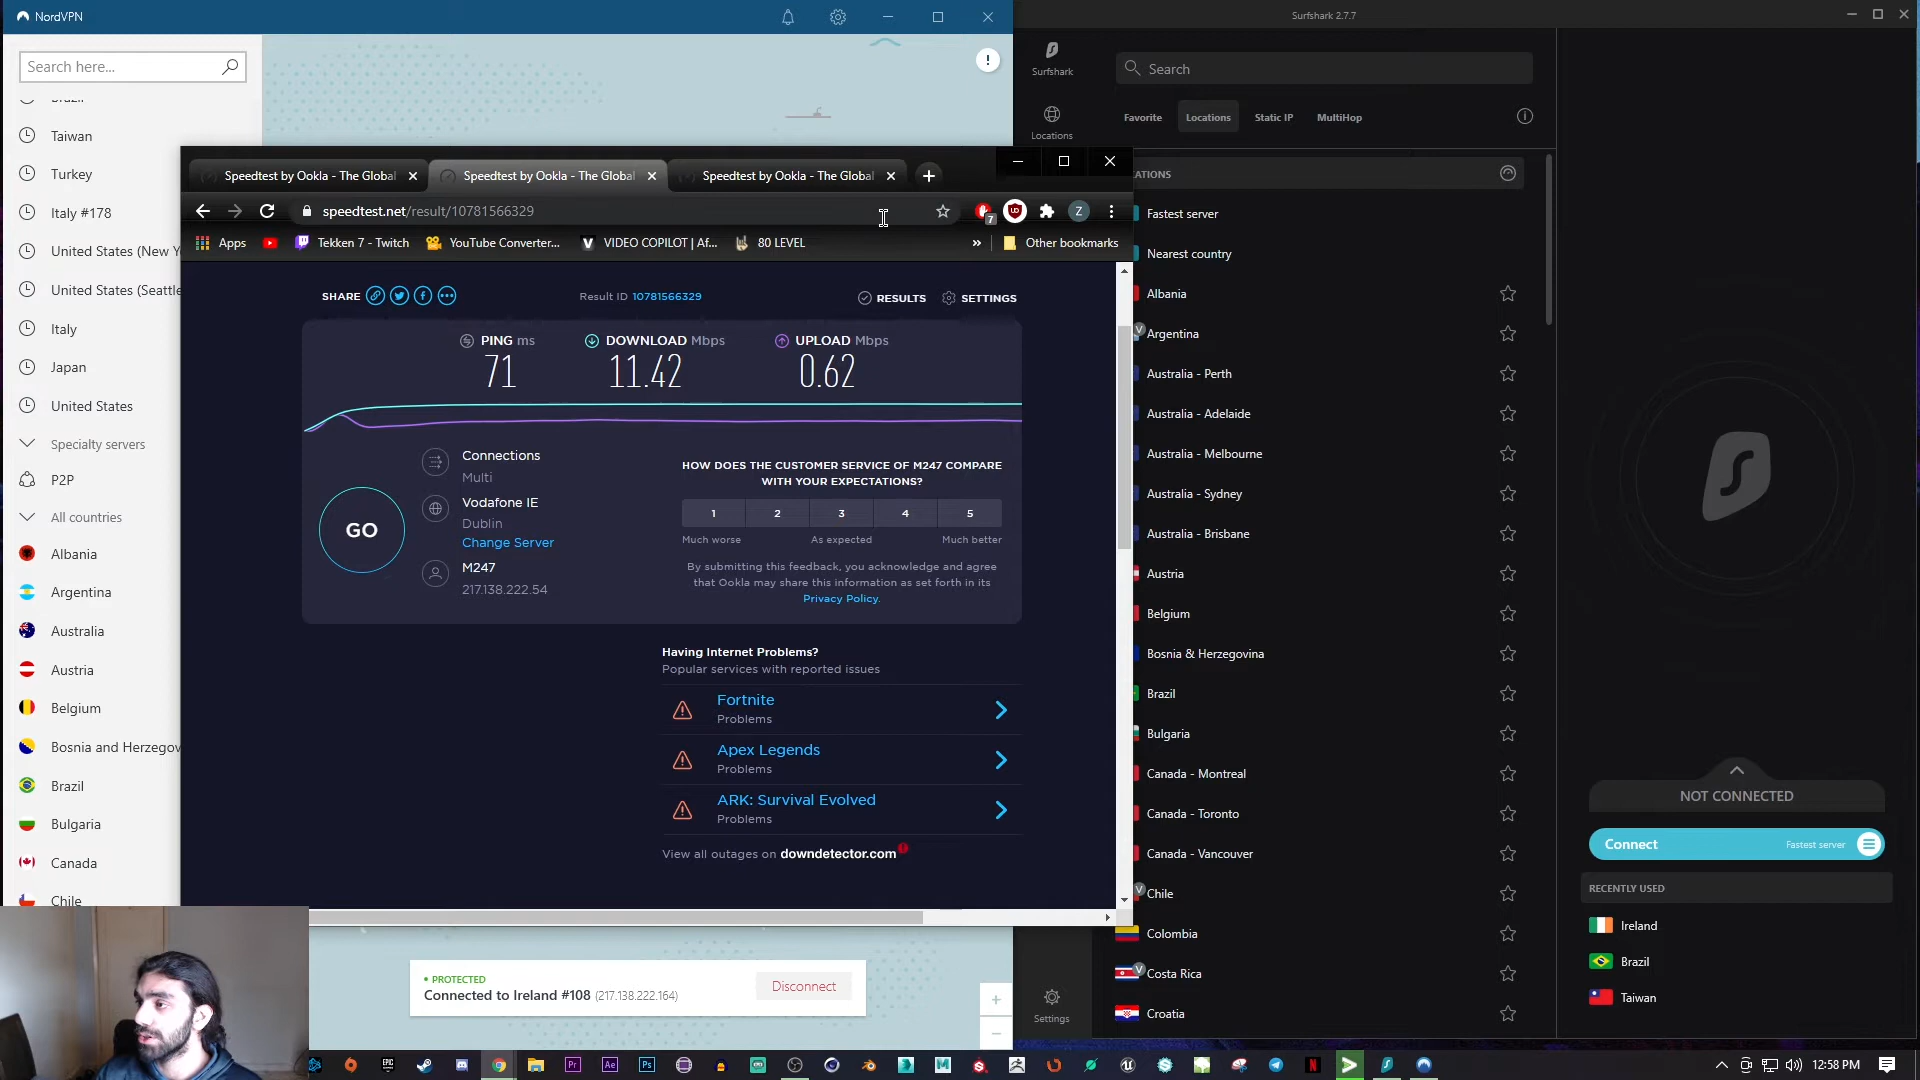 NordVPN
Search here...
Brazil
Taiwan
Turkey
Italy #178
United States (New Y
United States (Seattle
Italy
Japan
United States
Specialty servers
P2P
All countries
Albania
Argentina
Australia
Austria
Belgium
Bosnia and Herzegov
Brazil
Bulgaria
Canada
Chile
Speedtest by Ookla - The Global
Speedtest by Ookla - The Global
Speedtest by Ookla - The Global
speedtest.net/result/10781566329
7
Z
Apps
Tekken 7 - Twitch
YouTube Converter...
VIDEO COPILOT | Af...
80 LEVEL
»
Other bookmarks
SHARE
Result ID 10781566329
RESULTS
SETTINGS
PING ms
71
DOWNLOAD Mbps
11.42
UPLOAD Mbps
0.62
GO
Connections
Multi
Vodafone IE
Dublin
Change Server
M247
217.138.222.54
HOW DOES THE CUSTOMER SERVICE OF M247 COMPARE
WITH YOUR EXPECTATIONS?
1 2 3 4 5
Much worse As expected Much better
By submitting this feedback, you acknowledge and agree
that Ookla may share this information as set forth in its
Privacy Policy.
Having Internet Problems?
Popular services with reported issues
Fortnite
Problems
Apex Legends
Problems
ARK: Survival Evolved
Problems
View all outages on downdetector.com
• PROTECTED
Connected to Ireland #108 (217.138.222.164)
Disconnect
Surfshark 2.7.7
Surfshark
Locations
Settings
Search
Favorite
Locations
Static IP
MultiHop
ATIONS
Fastest server
Nearest country
Albania
Argentina
Australia - Perth
Australia - Adelaide
Australia - Melbourne
Australia - Sydney
Australia - Brisbane
Austria
Belgium
Bosnia & Herzegovina
Brazil
Bulgaria
Canada - Montreal
Canada - Toronto
Canada - Vancouver
Chile
Colombia
Costa Rica
Croatia
NOT CONNECTED
Connect
Fastest server
RECENTLY USED
Ireland
Brazil
Taiwan
12:58 PM